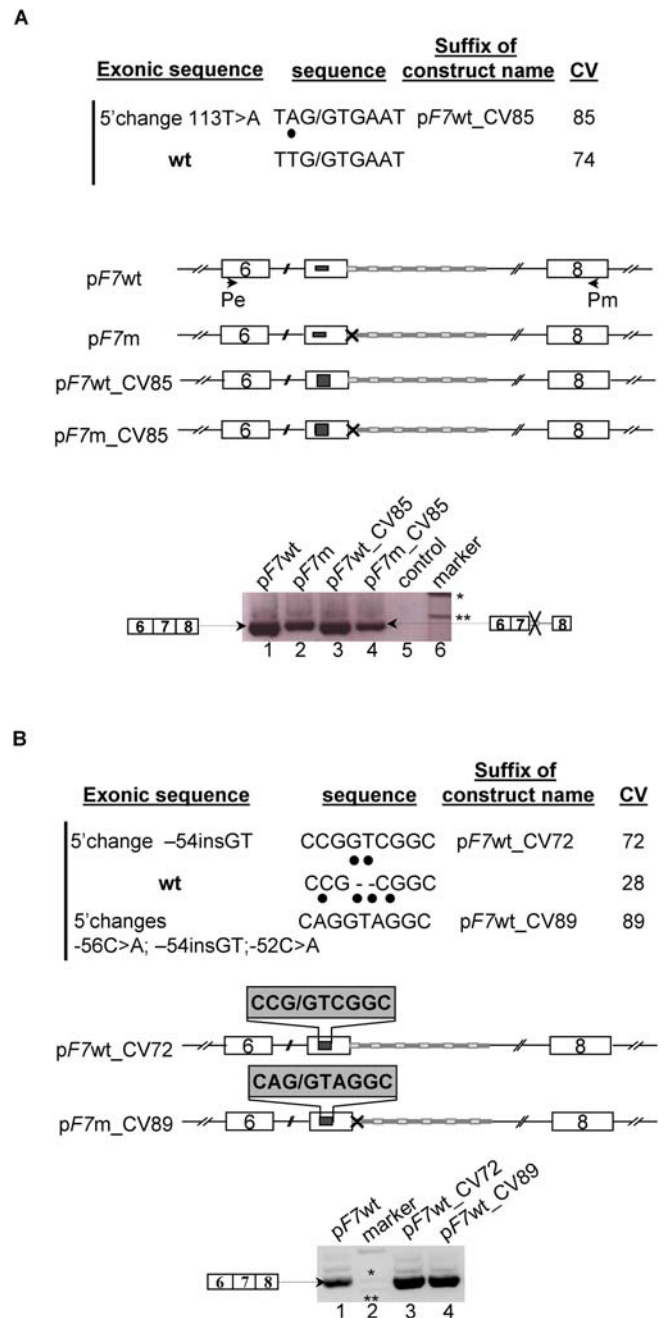 A
Suffix of
Exonic sequence sequence construct name CV
5'change 113T>A TAG/GTGAAT pF7wt_CV85 85
wt TTG/GTGAAT 74
pF7wt 6 8
Pe Pm
pF7m 6 8
pF7wt_CV85 6 8
pF7m_CV85 6 8
pF7wt pF7m pF7wt_CV85 pF7m_CV85 control marker
*
**
6 7 8 6 7 8
1 2 3 4 5 6
B
Suffix of
Exonic sequence sequence construct name CV
5'change –54insGT CCGGTCGGC pF7wt_CV72 72
wt CCG--CGGC 28
5'changes CAGGTAGGC pF7wt_CV89 89
-56C>A; –54insGT;-52C>A
CCG/GTCGGC
pF7wt_CV72 6 8
CAG/GTAGGC
pF7m_CV89 6 8
pF7wt marker pF7wt_CV72 pF7wt_CV89
*
6 7 8
**
1 2 3 4